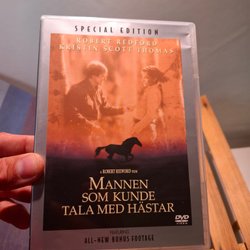 SPECIAL EDITION
ROBERT REDFORD
KRISTIN SCOTT THOMAS
A ROBERT REDFORD FILM
MANNEN
SOM KUNDE
TALA MED HÄSTAR
DVD
FEATURING
ALL-NEW BONUS FOOTAGE